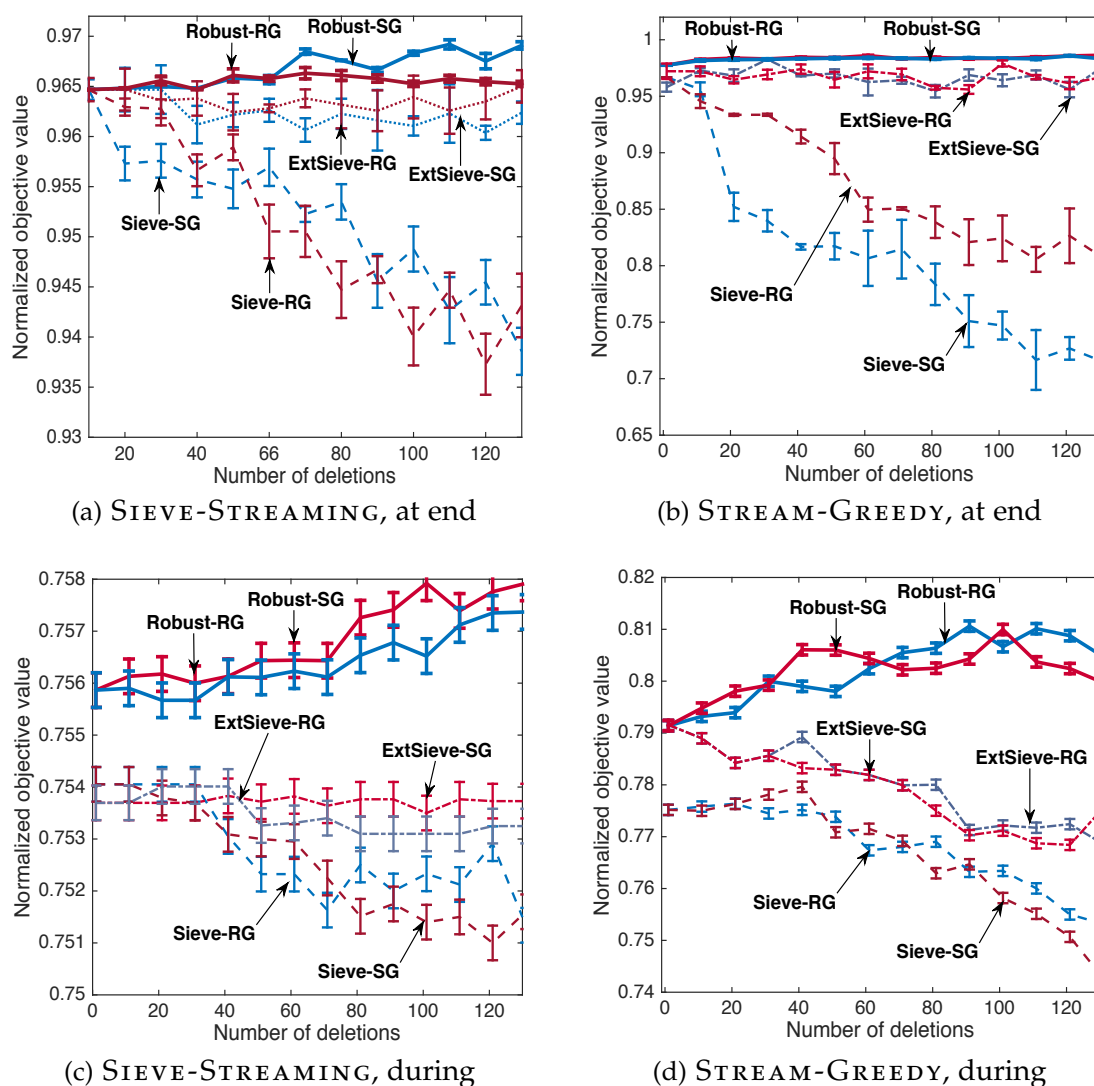 Normalized objective value
0.97
0.965
0.96
0.955
0.95
0.945
0.94
0.935
0.93
Robust-RG
Robust-SG
ExtSieve-RG
ExtSieve-SG
Sieve-SG
Sieve-RG
20 40 66 80 100 120
Number of deletions
(a) SIEVE-STREAMING, at end
Normalized objective value
1
0.95
0.9
0.85
0.8
0.75
0.7
0.65
Robust-RG
Robust-SG
ExtSieve-RG
ExtSieve-SG
Sieve-RG
Sieve-SG
0 20 40 60 80 100 120
Number of deletions
(b) STREAM-GREEDY, at end
Normalized objective value
0.758
0.757
0.756
0.755
0.754
0.753
0.752
0.751
0.75
Robust-SG
Robust-RG
ExtSieve-RG
ExtSieve-SG
Sieve-RG
Sieve-SG
0 20 40 60 80 100 120
Number of deletions
(c) SIEVE-STREAMING, during
Normalized objective value
0.82
0.81
0.8
0.79
0.78
0.77
0.76
0.75
0.74
Robust-RG
Robust-SG
ExtSieve-SG
ExtSieve-RG
Sieve-RG
Sieve-SG
0 20 40 60 80 100 120
Number of deletions
(d) STREAM-GREEDY, during